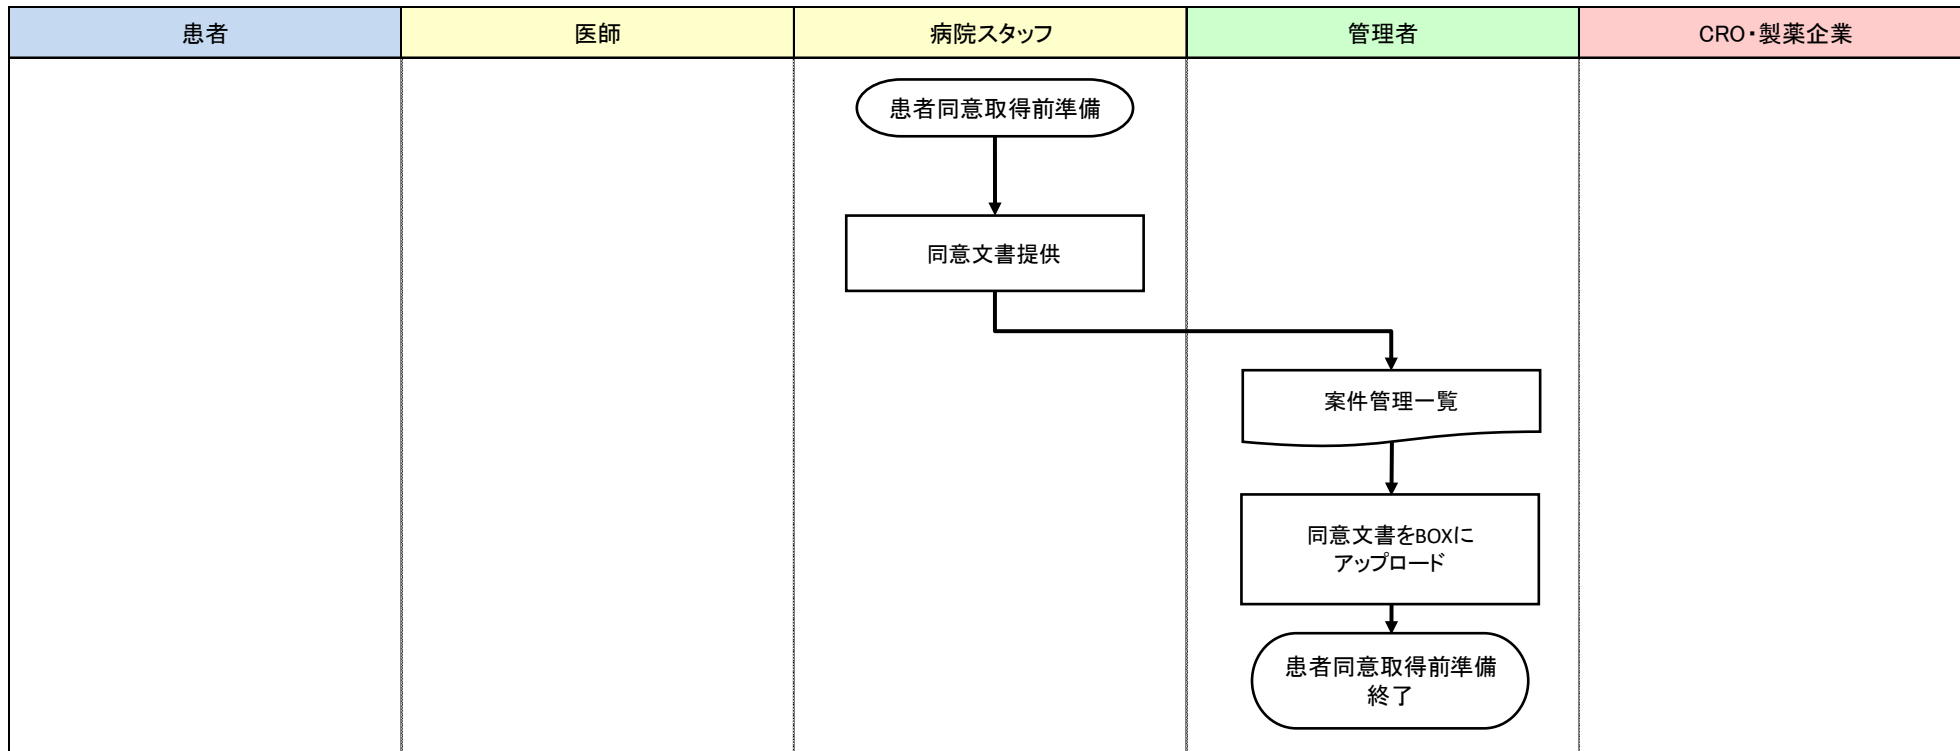 患者
医師
病院スタッフ
管理者
CRO・製薬企業
患者同意取得前準備
同意文書提供
案件管理一覧
同意文書をBOXに
アップロード
患者同意取得前準備
終了